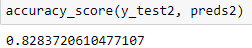 accuracy_score(y_test2, preds2)
0.8283720610477107